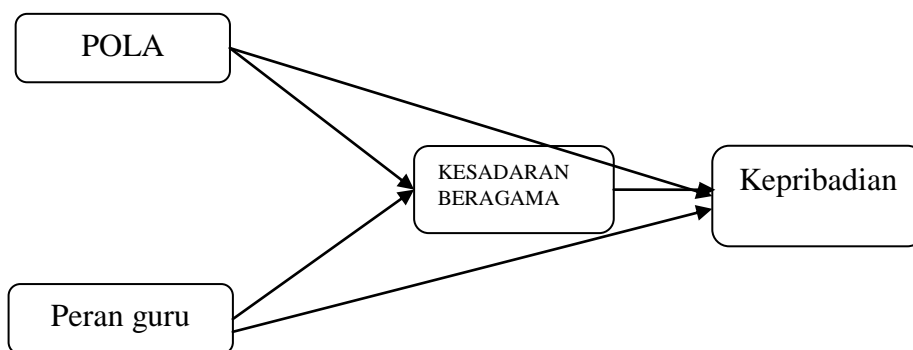 POLA
KESADARAN
BERAGAMA
Kepribadian
Peran guru